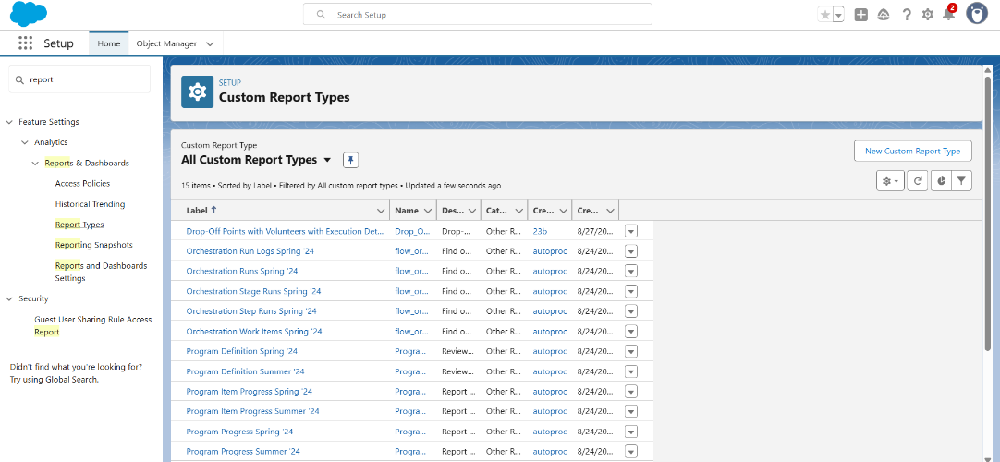 Search Setup
2
Setup
Home
Object Manager
report
Feature Settings
Analytics
Reports & Dashboards
Access Policies
Historical Trending
Report Types
Reporting Snapshots
Reports and Dashboards
Settings
Security
Guest User Sharing Rule Access
Report
Didn't find what you're looking for?
Try using Global Search.
SETUP
Custom Report Types
Custom Report Type
All Custom Report Types
New Custom Report Type
15 items • Sorted by Label • Filtered by All custom report types • Updated a few seconds ago
Label Name Des... Cat... Cre... Cre...
Drop-Off Points with Volunteers with Execution Det... Drop_O... Drop-... Other R... 23b 8/27/20...
Orchestration Run Logs Spring '24 flow_or... Find o... Other R... autoproc 8/24/20...
Orchestration Runs Spring '24 flow_or... Find o... Other R... autoproc 8/24/20...
Orchestration Stage Runs Spring '24 flow_or... Find o... Other R... autoproc 8/24/20...
Orchestration Step Runs Spring '24 flow_or... Find o... Other R... autoproc 8/24/20...
Orchestration Work Items Spring '24 flow_or... Find o... Other R... autoproc 8/24/20...
Program Definition Spring '24 Progra... Review... Other R... autoproc 8/24/20...
Program Definition Summer '24 Progra... Review... Other R... autoproc 8/24/20...
Program Item Progress Spring '24 Progra... Report ... Other R... autoproc 8/24/20...
Program Item Progress Summer '24 Progra... Report ... Other R... autoproc 8/24/20...
Program Progress Spring '24 Progra... Report ... Other R... autoproc 8/24/20...
Program Progress Summer '24 Progra... Report ... Other R... autoproc 8/24/20...